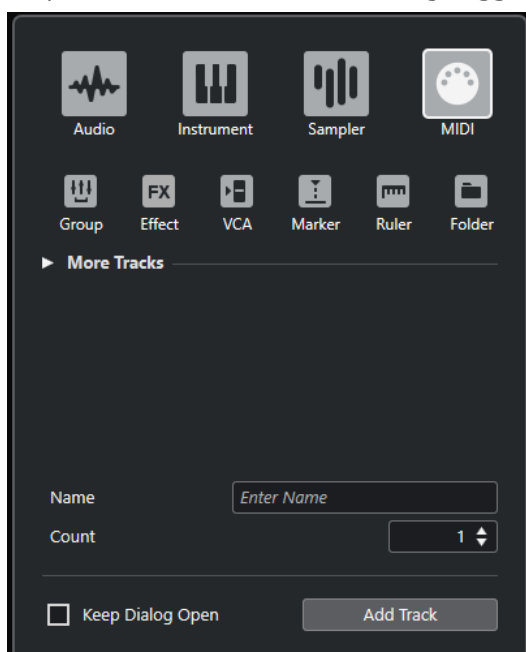 Audio Instrument Sampler MIDI
FX
Group Effect VCA Marker Ruler Folder
More Tracks
Name Enter Name
Count 1
Keep Dialog Open Add Track